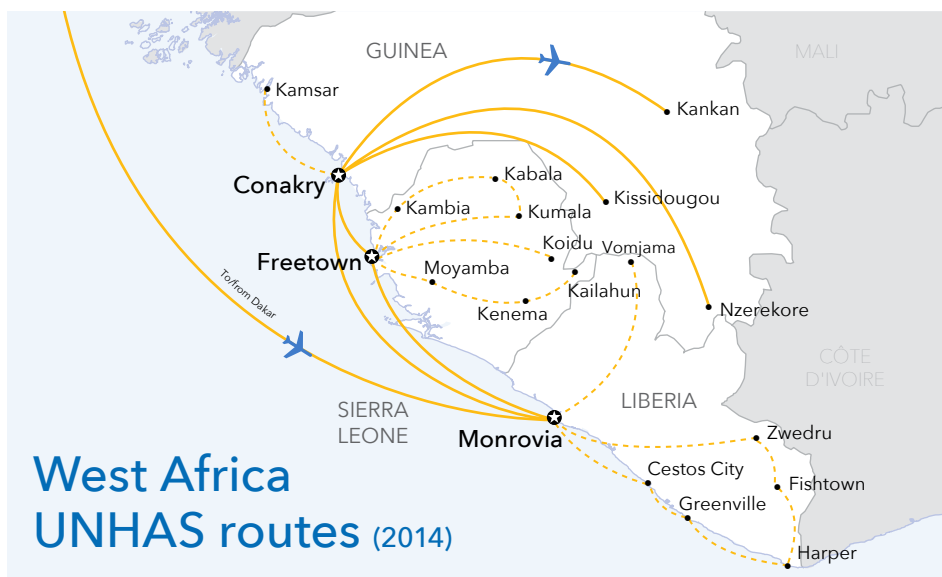 GUINEA
MALI
Kamsar
Kankan
Conakry
Kabala
Kissidougou
Kambia
Kumala
Freetown
Koidu
Vomjama
Moyamba
Kailahun
To/from Dakar
Kenema
Nzerekore
CÔTE
D'IVOIRE
SIERRA
LEONE
LIBERIA
Monrovia
Zwedru
Cestos City
Fishtown
Greenville
Harper
West Africa
UNHAS routes (2014)